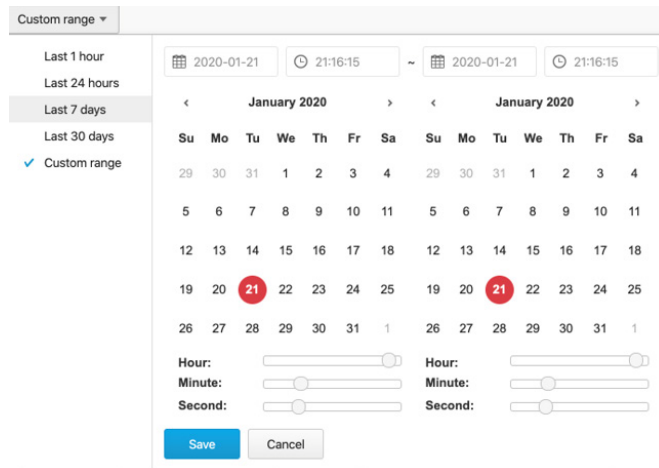 Custom range
Last 1 hour
Last 24 hours
Last 7 days
Last 30 days
Custom range
2020-01-21 21:16:15 ~ 2020-01-21 21:16:15
‹ January 2020 › ‹ January 2020 ›
Su Mo Tu We Th Fr Sa Su Mo Tu We Th Fr Sa
29 30 31 1 2 3 4 29 30 31 1 2 3 4
5 6 7 8 9 10 11 5 6 7 8 9 10 11
12 13 14 15 16 17 18 12 13 14 15 16 17 18
19 20 21 22 23 24 25 19 20 21 22 23 24 25
26 27 28 29 30 31 1 26 27 28 29 30 31 1
Hour: Hour:
Minute: Minute:
Second: Second:
Save Cancel